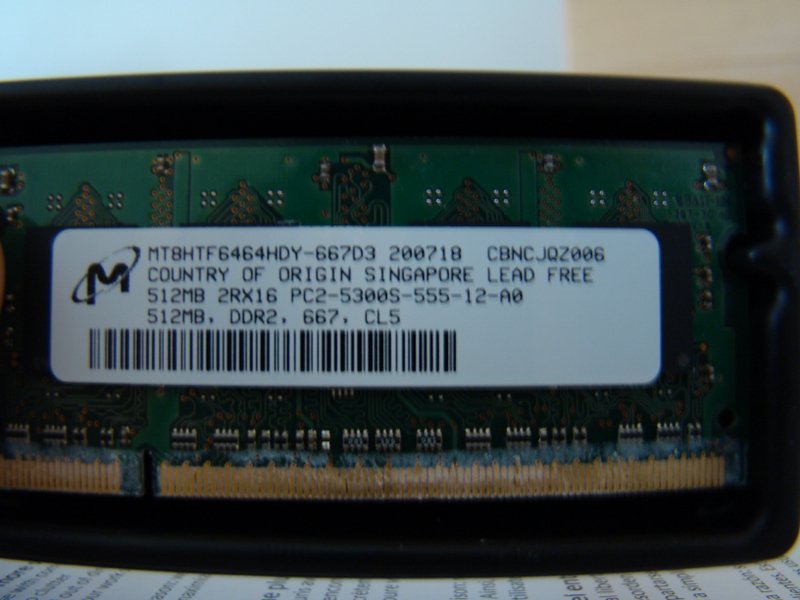 MT8HTF6464HDY-667D3 200718 CBNCJQZ006
COUNTRY OF ORIGIN SINGAPORE LEAD FREE
512MB 2RX16 PC2-5300S-555-12-A0
512MB, DDR2, 667, CL5